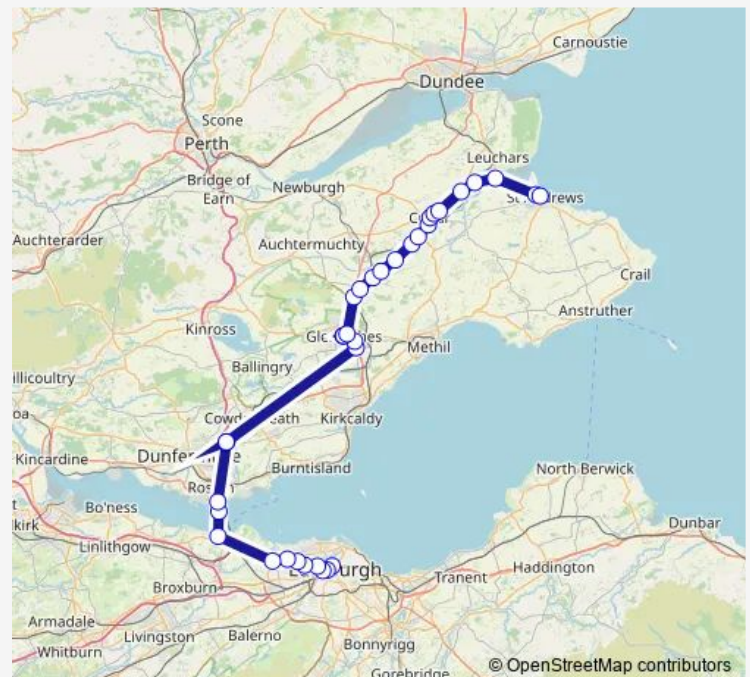 Carnoustie
Dundee
Scone
Perth
Leuchars
Bridge of
Earn
Newburgh
Auchterarder
Auchtermuchty
Crail
Anstruther
Kinross
Methil
Ballingry
Kirkcaldy
Kincardine
Burntisland
North Berwick
Bo'ness
Linlithgow
Dunbar
Haddington
Tranent
Broxburn
Armadale
Livingston
Balerno
Bonnyrigg
Whitburn
Gorebridge
© OpenStreetMap contributors